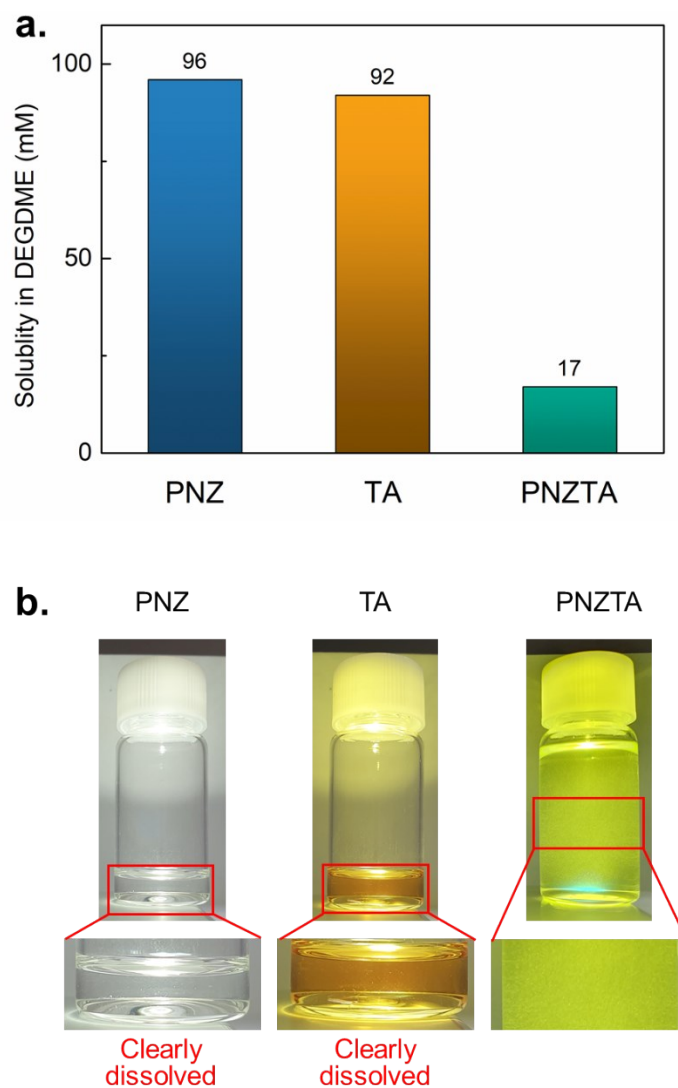 a.
Solublity in DEGDME (mM)
100
50
0
96
92
17
PNZ
TA
PNZTA
b.
PNZ
TA
PNZTA
Clearly
dissolved
Clearly
dissolved